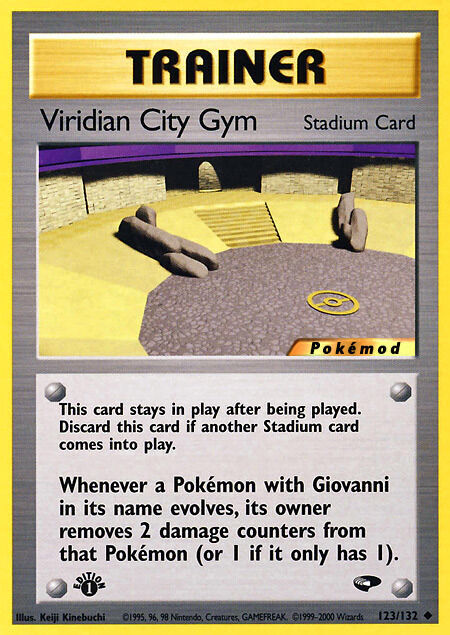 TRAINER
Viridian City Gym Stadium Card
Pokémod
This card stays in play after being played.
Discard this card if another Stadium card
comes into play.
Whenever a Pokémon with Giovanni
in its name evolves, its owner
removes 2 damage counters from
that Pokémon (or 1 if it only has 1).
EDITION
1
Illus. Keiji Kinebuchi ©1995, 96, 98 Nintendo, Creatures, GAMEFREAK. ©1999-2000 Wizards. 123/132